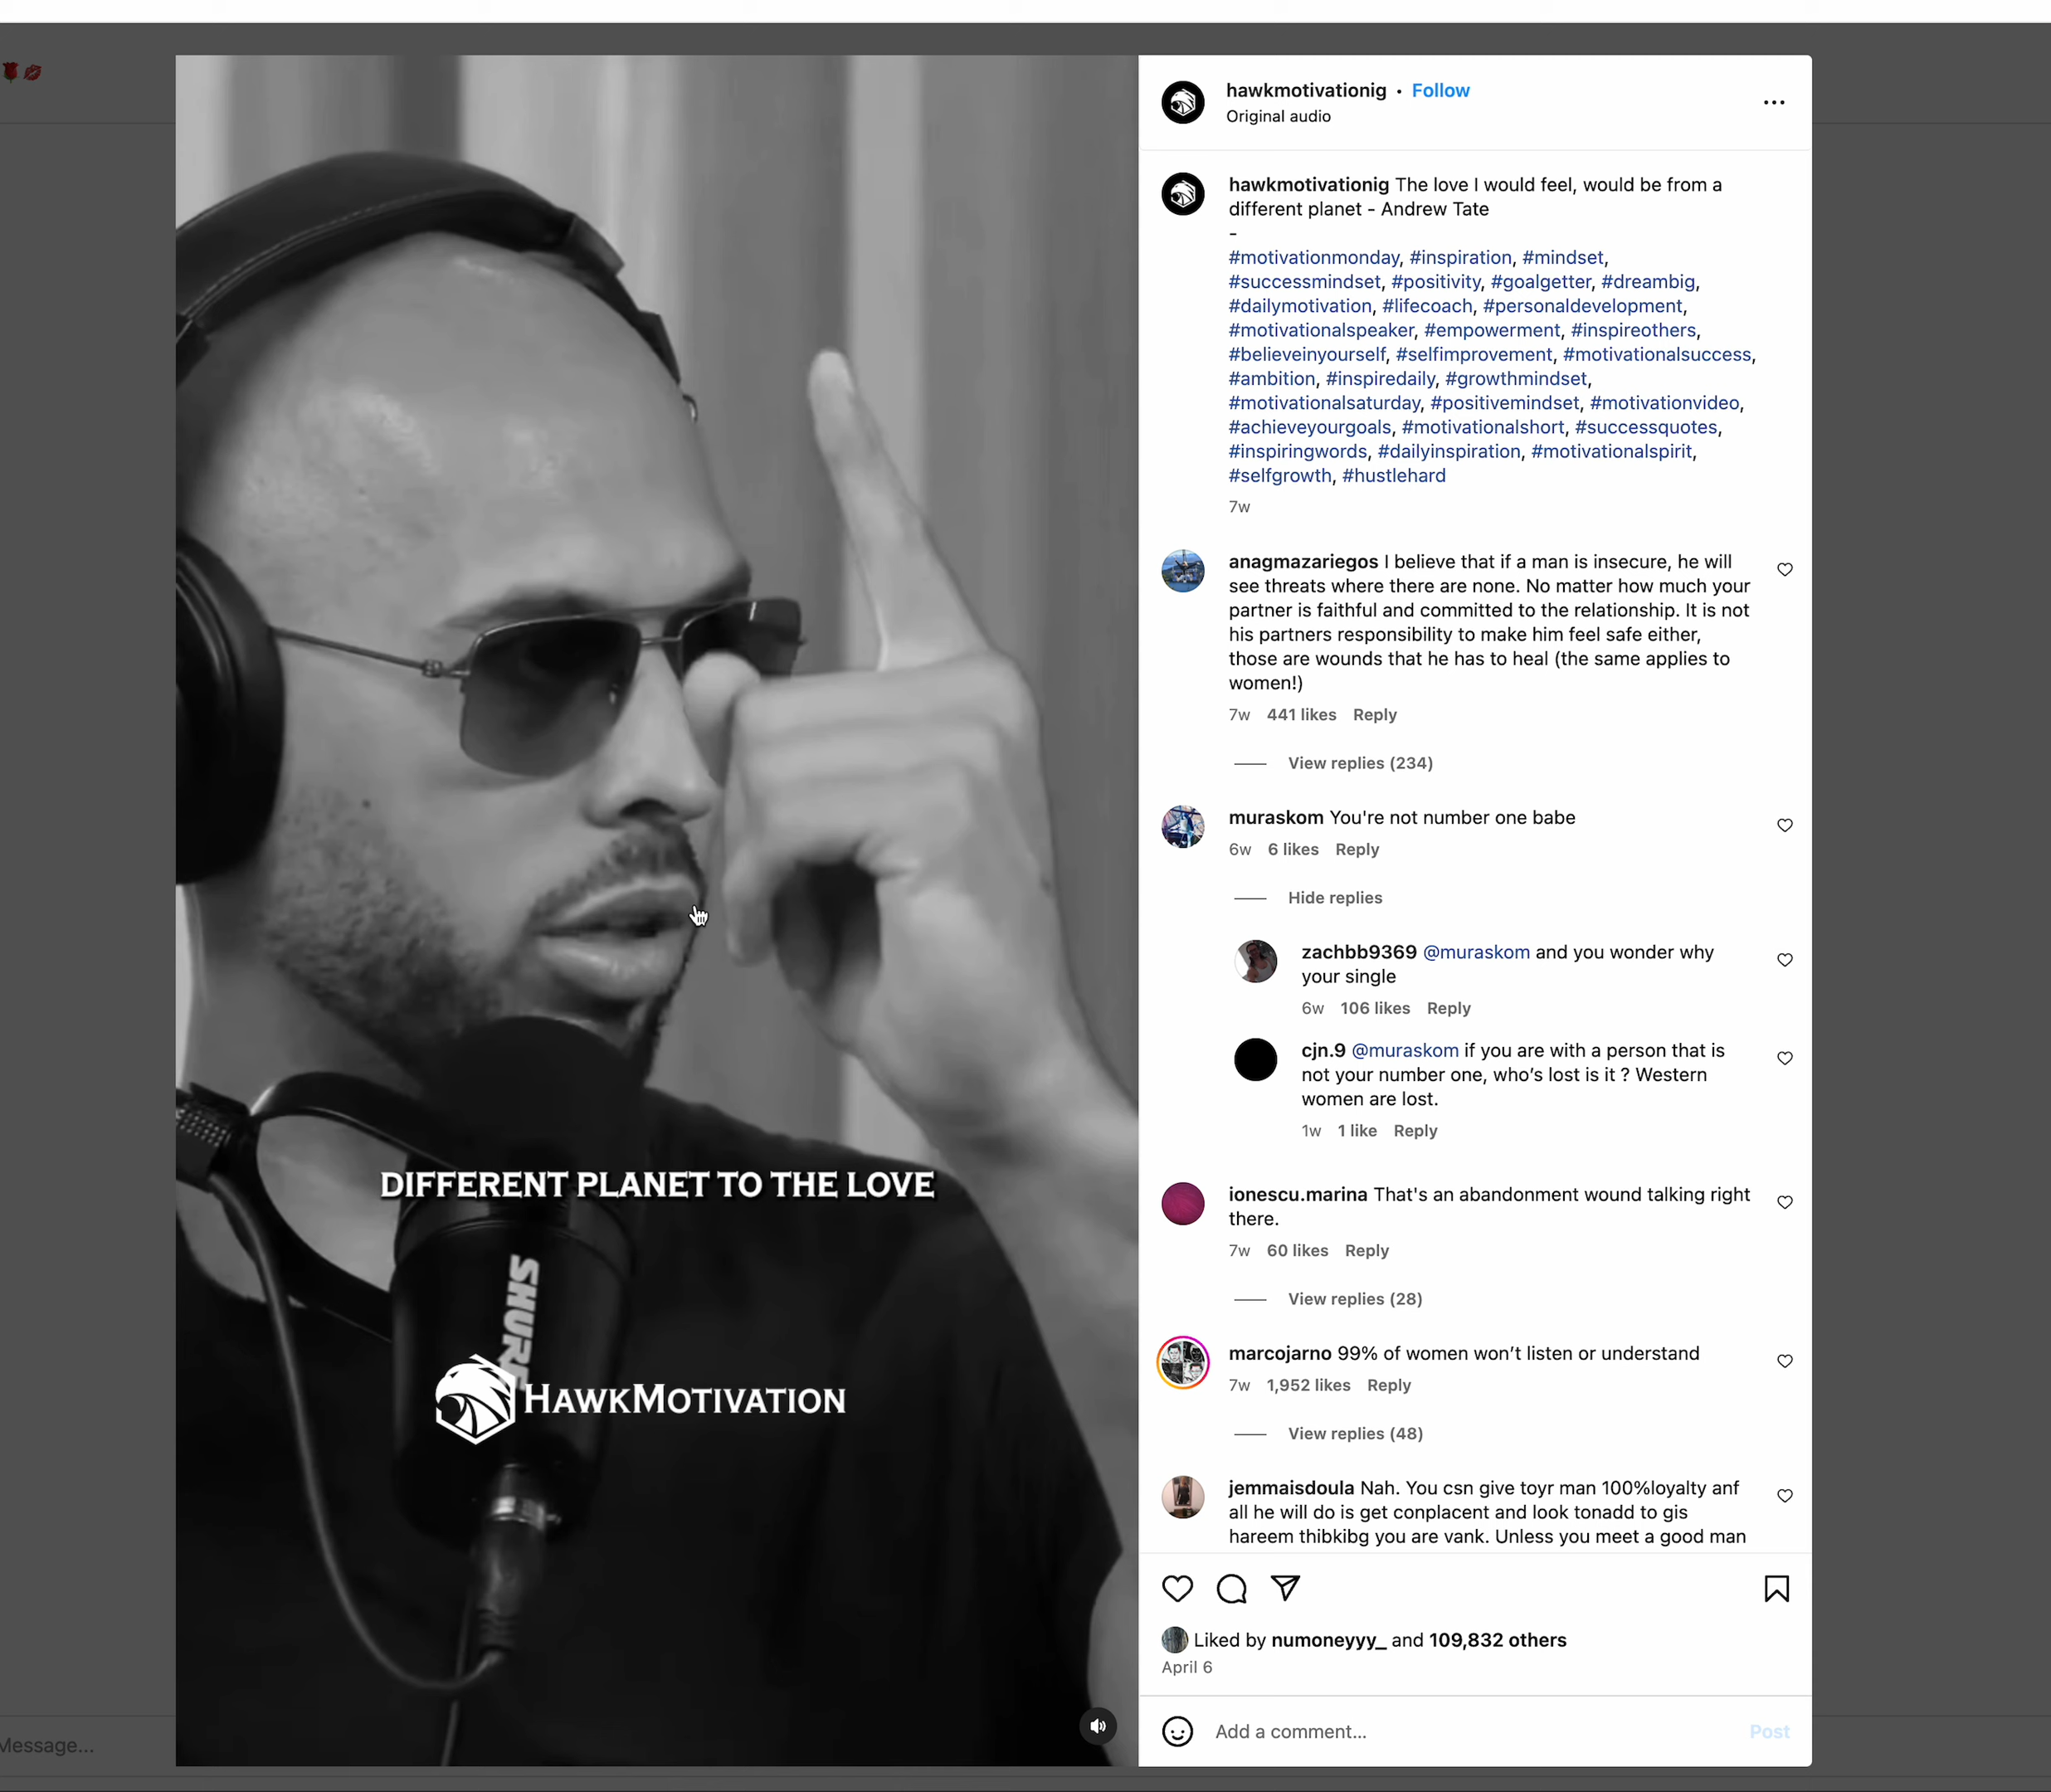 hawkmotivationig • Follow
Original audio
hawkmotivationig The love I would feel, would be from a
different planet - Andrew Tate
-
#motivationmonday, #inspiration, #mindset,
#successmindset, #positivity, #goalgetter, #dreambig,
#dailymotivation, #lifecoach, #personaldevelopment,
#motivationalspeaker, #empowerment, #inspireothers,
#believeinyourself, #selfimprovement, #motivationalsuccess,
#ambition, #inspiredaily, #growthmindset,
#motivationalsaturday, #positivemindset, #motivationvideo,
#achieveyourgoals, #motivationalshort, #successquotes,
#inspiringwords, #dailyinspiration, #motivationalspirit,
#selfgrowth, #hustlehard
7w
anagmazariegos I believe that if a man is insecure, he will
see threats where there are none. No matter how much your
partner is faithful and committed to the relationship. It is not
his partners responsibility to make him feel safe either,
those are wounds that he has to heal (the same applies to
women!)
7w 441 likes Reply
View replies (234)
muraskom You're not number one babe
6w 6 likes Reply
Hide replies
zachbb9369 @muraskom and you wonder why
your single
6w 106 likes Reply
cjn.9 @muraskom if you are with a person that is
not your number one, who’s lost is it ? Western
women are lost.
1w 1 like Reply
ionescu.marina That's an abandonment wound talking right
there.
7w 60 likes Reply
View replies (28)
marcojarno 99% of women won’t listen or understand
7w 1,952 likes Reply
View replies (48)
jemmaisdoula Nah. You csn give toyr man 100%loyalty anf
all he will do is get conplacent and look tonadd to gis
hareem thibkibg you are vank. Unless you meet a good man
Liked by numoneyyy_ and 109,832 others
April 6
Add a comment... Post
DIFFERENT PLANET TO THE LOVE
SHURE
HAWKMOTIVATION
Message...